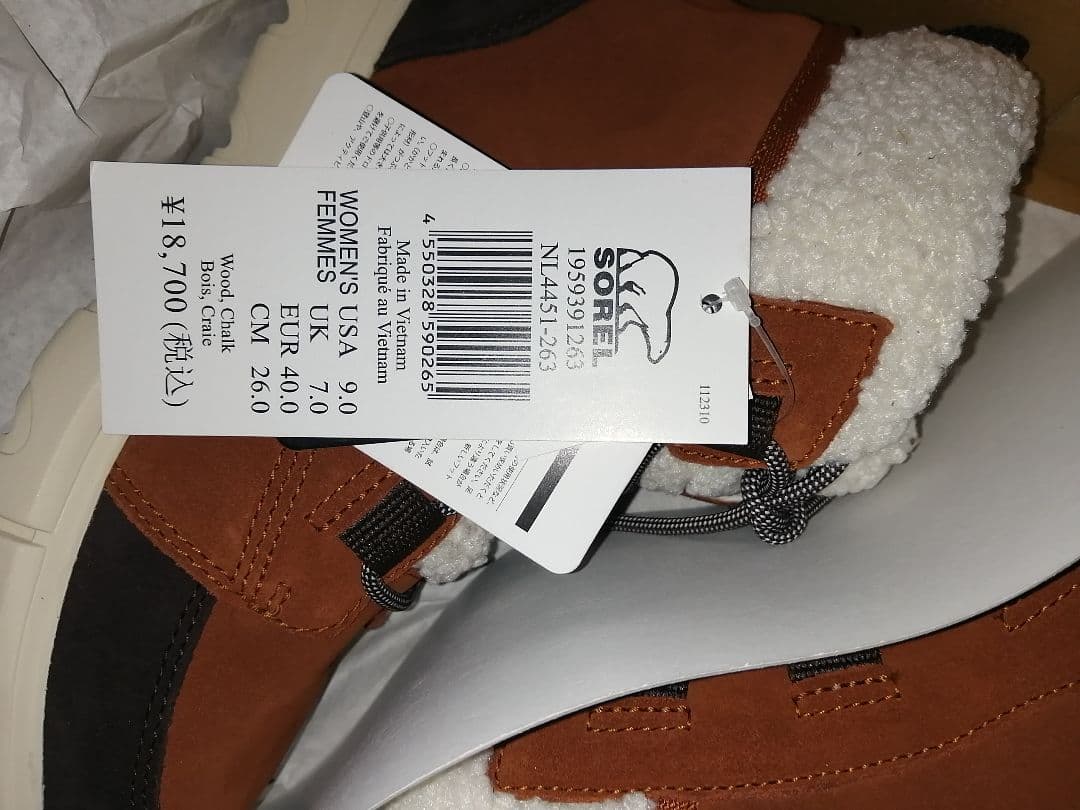 SOREL
1959391263
NL4451-263
4 550328 590265
Made in Vietnam
Fabriqué au Vietnam
WOMEN'S USA 9.0
FEMMES UK 7.0
EUR 40.0
CM 26.0
Wood, Chalk
Bois, Craie
¥18,700 (税込)
112310